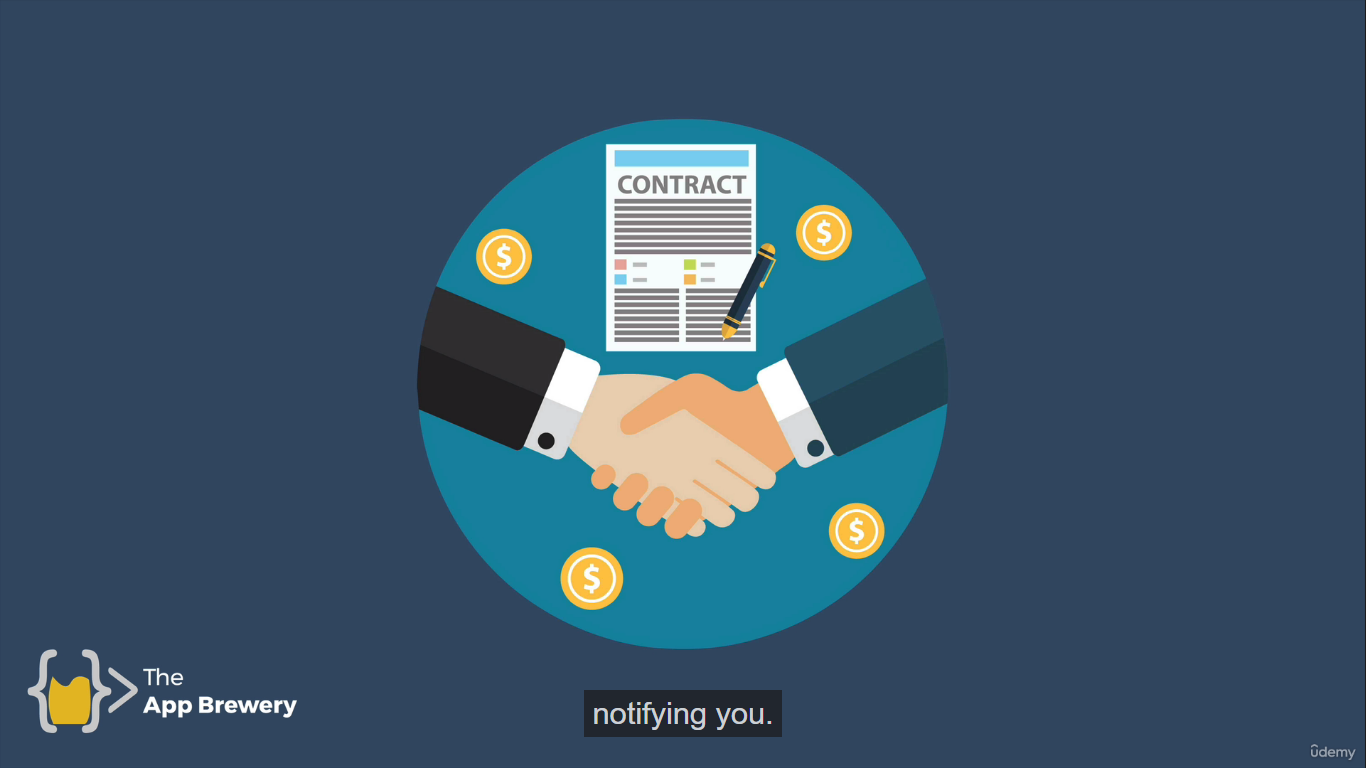 CONTRACT
$
$
$
$
The
App Brewery
notifying you.
ûdemy